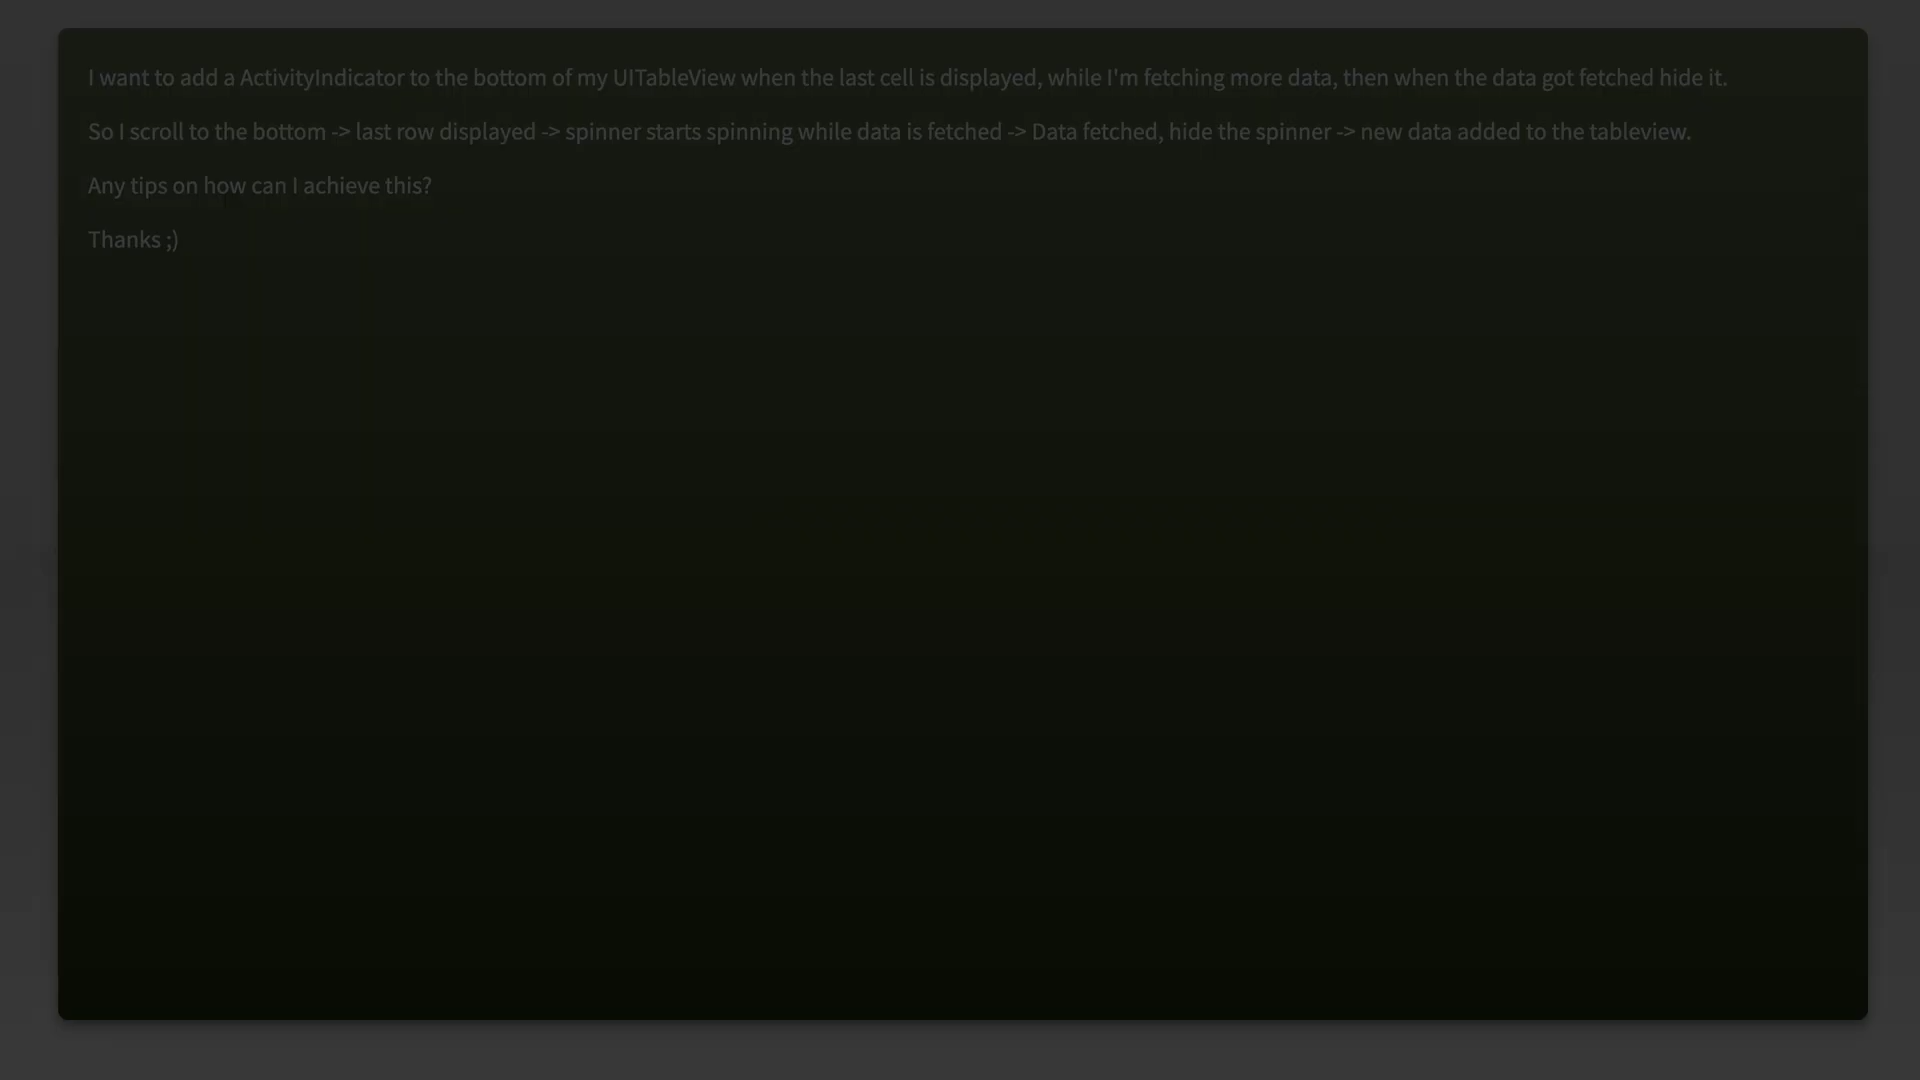 I want to add a ActivityIndicator to the bottom of my UITableView when the last cell is displayed, while I'm fetching more data, then when the data got fetched hide it.
So I scroll to the bottom -> last row displayed -> spinner starts spinning while data is fetched -> Data fetched, hide the spinner -> new data added to the tableview.
Any tips on how can I achieve this?
Thanks ;)